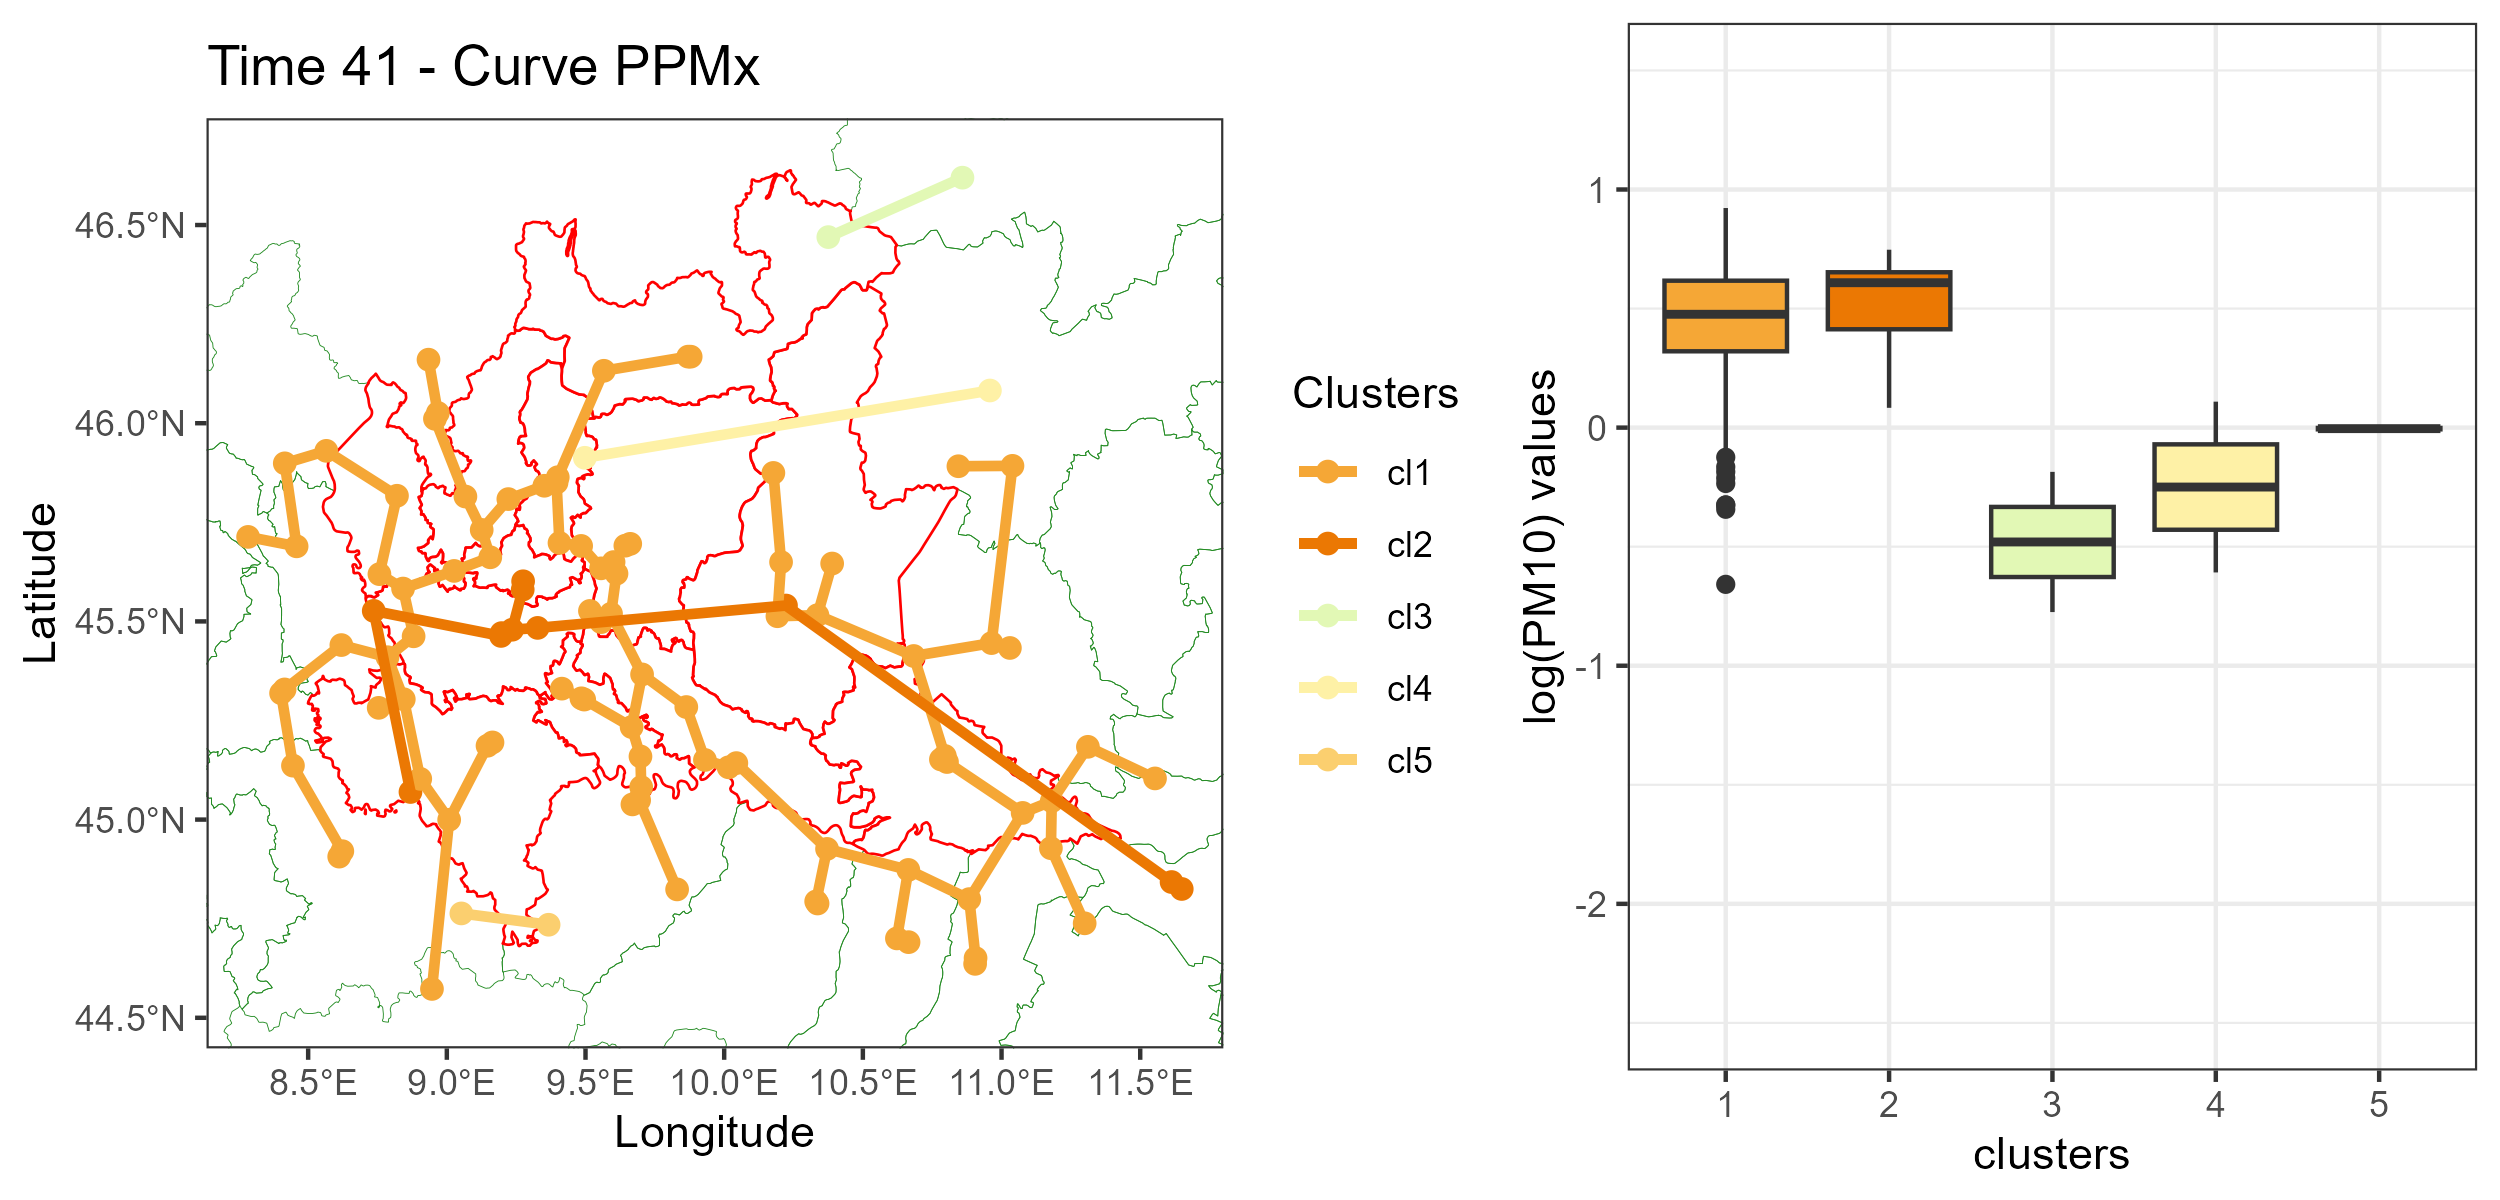 Time 41 - Curve PPMx
46.5°N
46.0°N
45.5°N
45.0°N
44.5°N
Latitude
8.5°E
9.0°E
9.5°E
10.0°E
10.5°E
11.0°E
11.5°E
Longitude
Clusters
cl1
cl2
cl3
cl4
cl5
log(PM10) values
1
0
-1
-2
1
2
3
4
5
clusters